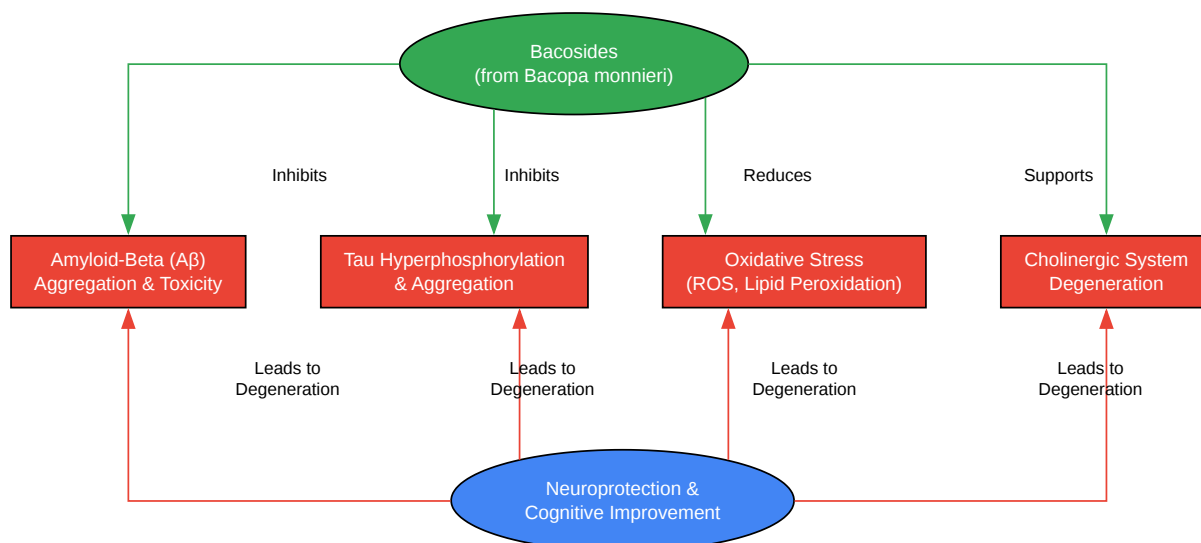 Bacosides
(from Bacopa monnieri)
Inhibits
Inhibits
Reduces
Supports
Amyloid-Beta (Aβ)
Aggregation & Toxicity
Tau Hyperphosphorylation
& Aggregation
Oxidative Stress
(ROS, Lipid Peroxidation)
Cholinergic System
Degeneration
Leads to
Degeneration
Leads to
Degeneration
Leads to
Degeneration
Leads to
Degeneration
Neuroprotection &
Cognitive Improvement